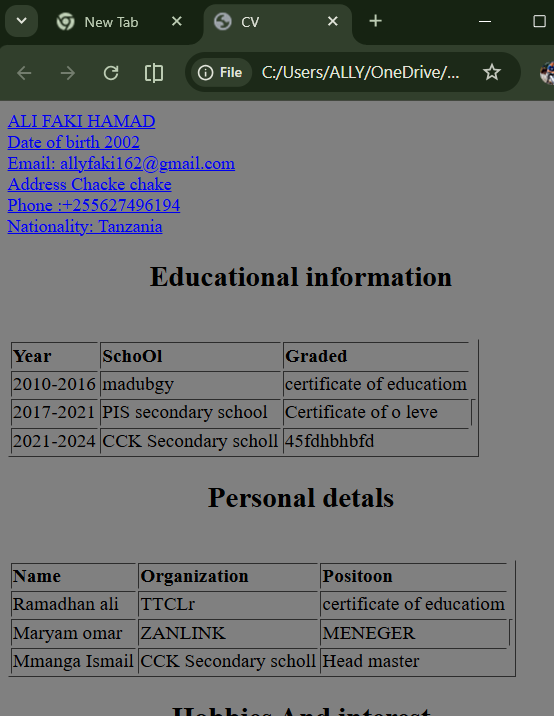 New Tab
CV
File C:/Users/ALLY/OneDrive/...
ALI FAKI HAMAD
Date of birth 2002
Email: allyfaki162@gmail.com
Address Chacke chake
Phone :+255627496194
Nationality: Tanzania
Educational information
Year SchoOl Graded
2010-2016 madubgy certificate of educatiom
2017-2021 PIS secondary school Certificate of o leve
2021-2024 CCK Secondary scholl 45fdhbhbfd
Personal detals
Name Organization Positoon
Ramadhan ali TTCLr certificate of educatiom
Maryam omar ZANLINK MENEGER
Mmanga Ismail CCK Secondary scholl Head master
Hobbies And interest